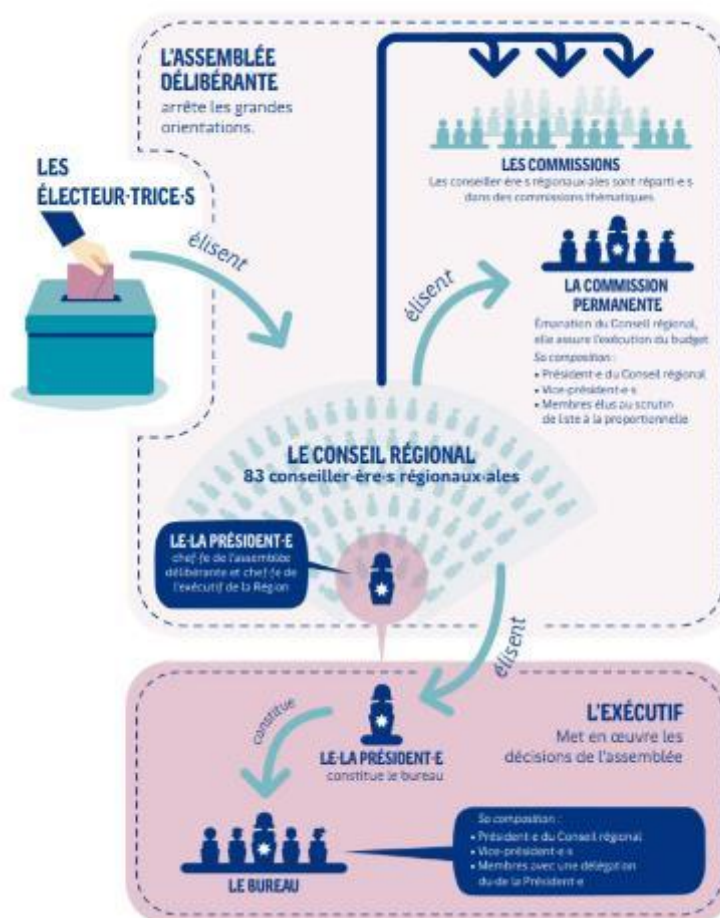 L'ASSEMBLÉE
DÉLIBÉRANTE
arrête les grandes
orientations.
LES
ÉLECTEUR·TRICE·S
élisent
LES COMMISSIONS
Les conseiller·ère·s régionaux·ales sont réparti·e·s
dans des commissions thématiques
élisent
LA COMMISSION
PERMANENTE
Émanation du Conseil régional,
elle assure l'exécution du budget
Sa composition :
• Président·e du Conseil régional
• Vice-président·e·s
• Membres élus au scrutin
de liste à la proportionnelle
LE CONSEIL RÉGIONAL
83 conseiller·ère·s régionaux·ales
LE·LA PRÉSIDENT·E
chef·fe de l'assemblée
délibérante et chef·fe de
l'exécutif de la Région
élisent
L'EXÉCUTIF
Met en œuvre les
décisions de l'assemblée
constitue
LE·LA PRÉSIDENT·E
constitue le bureau
LE BUREAU
Sa composition :
• Président·e du Conseil régional
• Vice-président·e·s
• Membres avec une délégation
du·de la Président·e